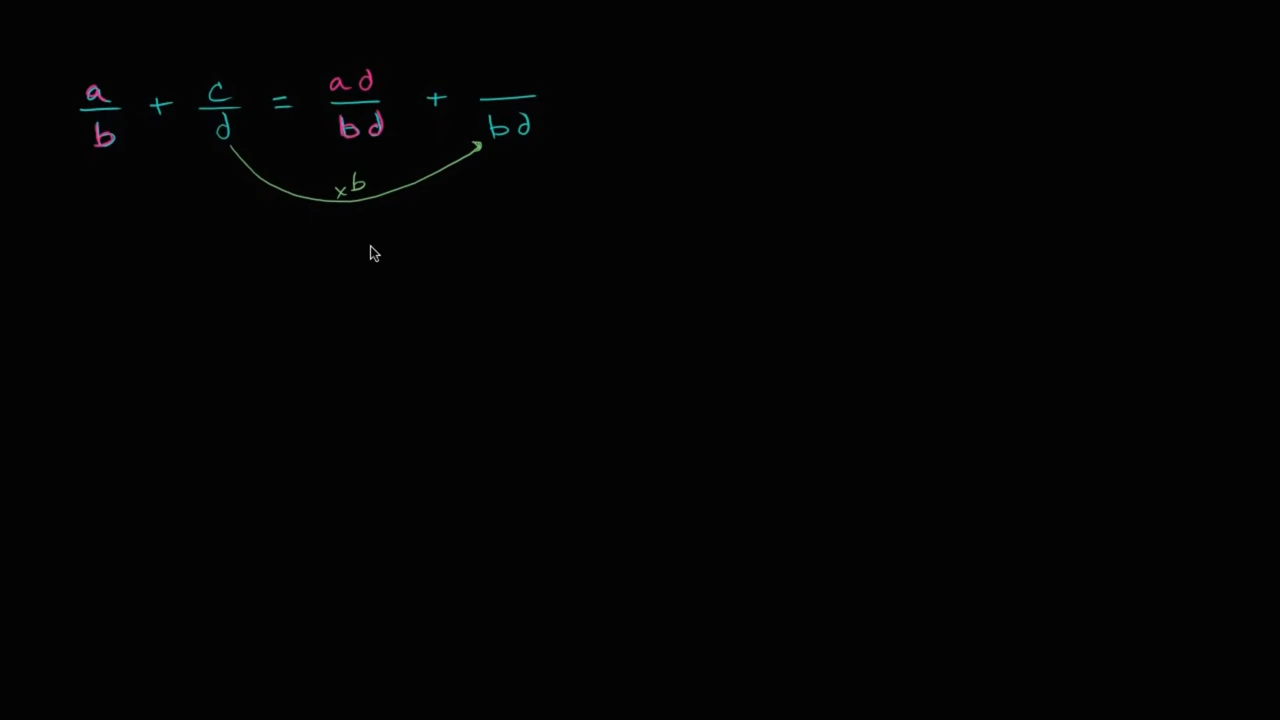 a/b + c/d = ad/bd + /bd
×b